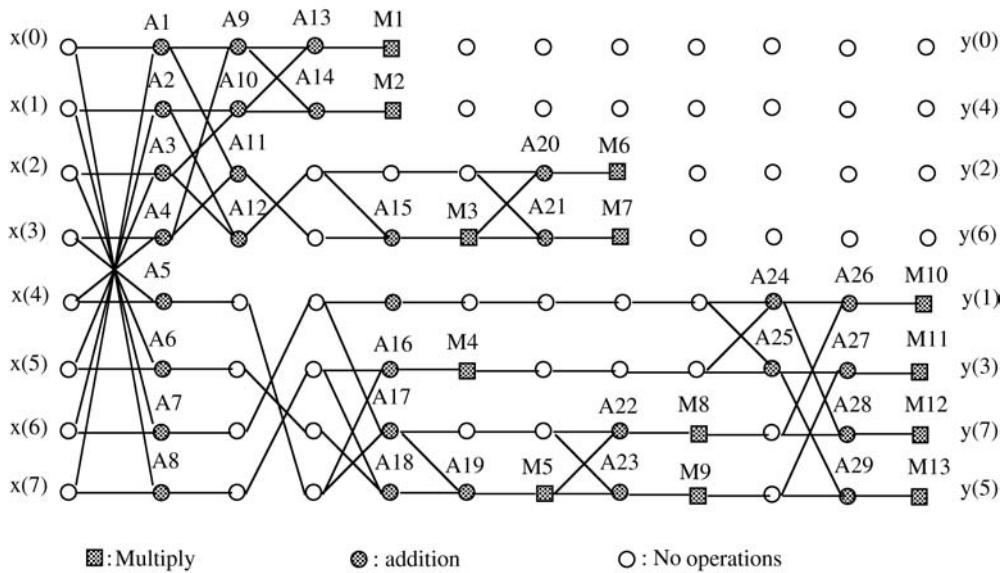 A1 A9 A13 M1
x(0) y(0)
A2 A10 A14 M2
x(1) y(4)
A3 A11 A20 M6
x(2) y(2)
A4 A12 A15 M3 A21 M7
x(3) y(6)
A5 A24 A26 M10
x(4) y(1)
A6 A16 M4 A25 A27 M11
x(5) y(3)
A7 A17 A22 M8 A28 M12
x(6) y(7)
A8 A18 A19 M5 A23 M9 A29 M13
x(7) y(5)
: Multiply : addition : No operations